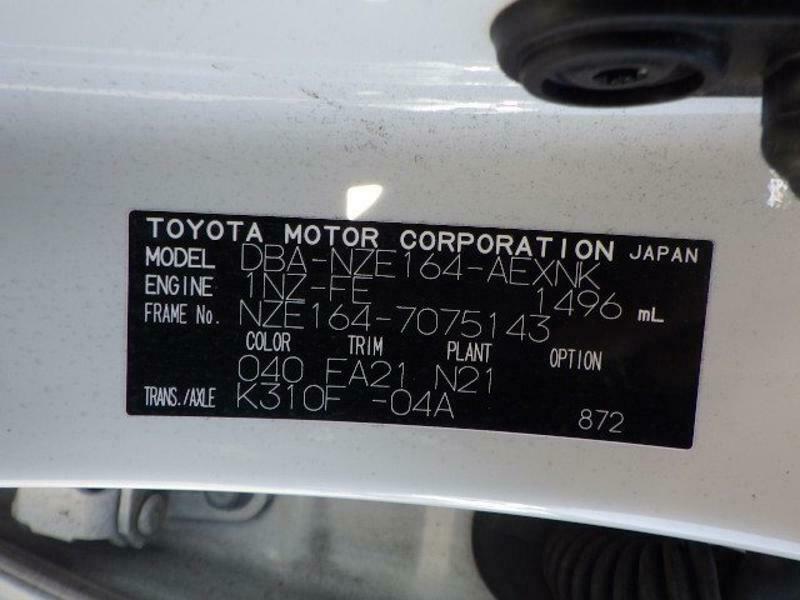 TOYOTA MOTOR CORPORATION JAPAN
MODEL DBA-NZE164-AEXNK
ENGINE 1NZ-FE 1496 mL
FRAME No. NZE164-7075143
COLOR TRIM PLANT OPTION
040 FA21 N21
TRANS./AXLE K310F -04A
872